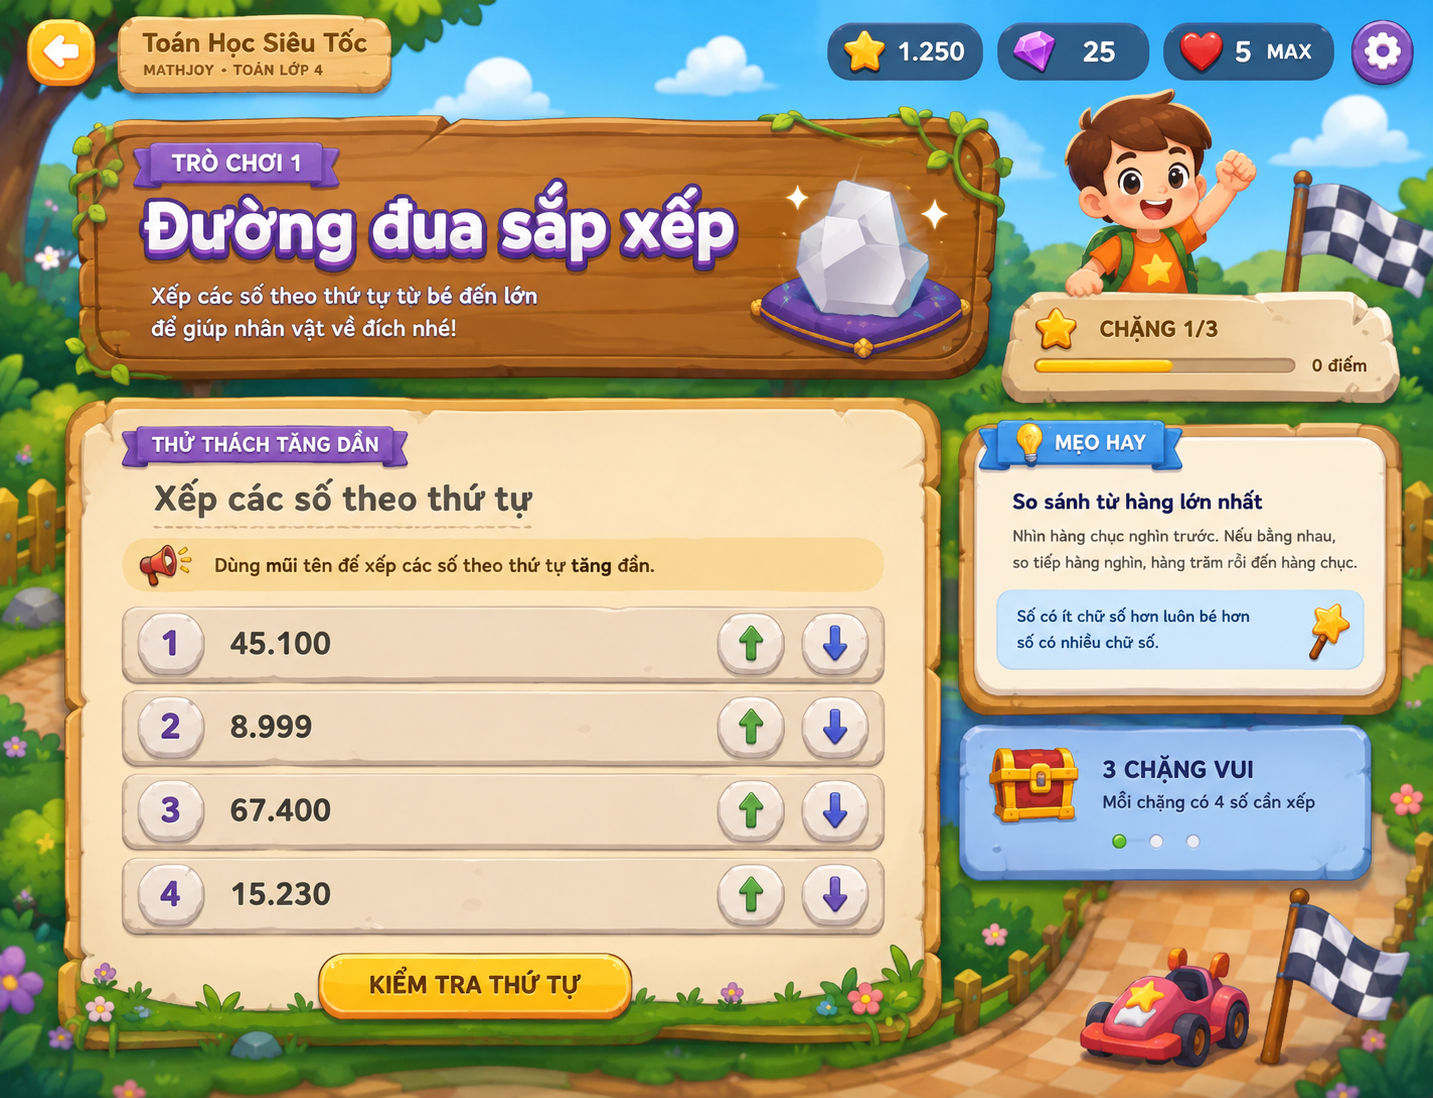 Toán Học Siêu Tốc
MATHJOY • TOÁN LỚP 4
1.250
25
5 MAX
TRÒ CHƠI 1
Đường đua sắp xếp
Xếp các số theo thứ tự từ bé đến lớn
để giúp nhân vật về đích nhé!
CHẶNG 1/3
0 điểm
THỬ THÁCH TĂNG DẦN
Xếp các số theo thứ tự
Dùng mũi tên để xếp các số theo thứ tự tăng dần.
1 45.100
2 8.999
3 67.400
4 15.230
KIỂM TRA THỨ TỰ
MẸO HAY
So sánh từ hàng lớn nhất
Nhìn hàng chục nghìn trước. Nếu bằng nhau,
so tiếp hàng nghìn, hàng trăm rồi đến hàng chục.
Số có ít chữ số hơn luôn bé hơn
số có nhiều chữ số.
3 CHẶNG VUI
Mỗi chặng có 4 số cần xếp